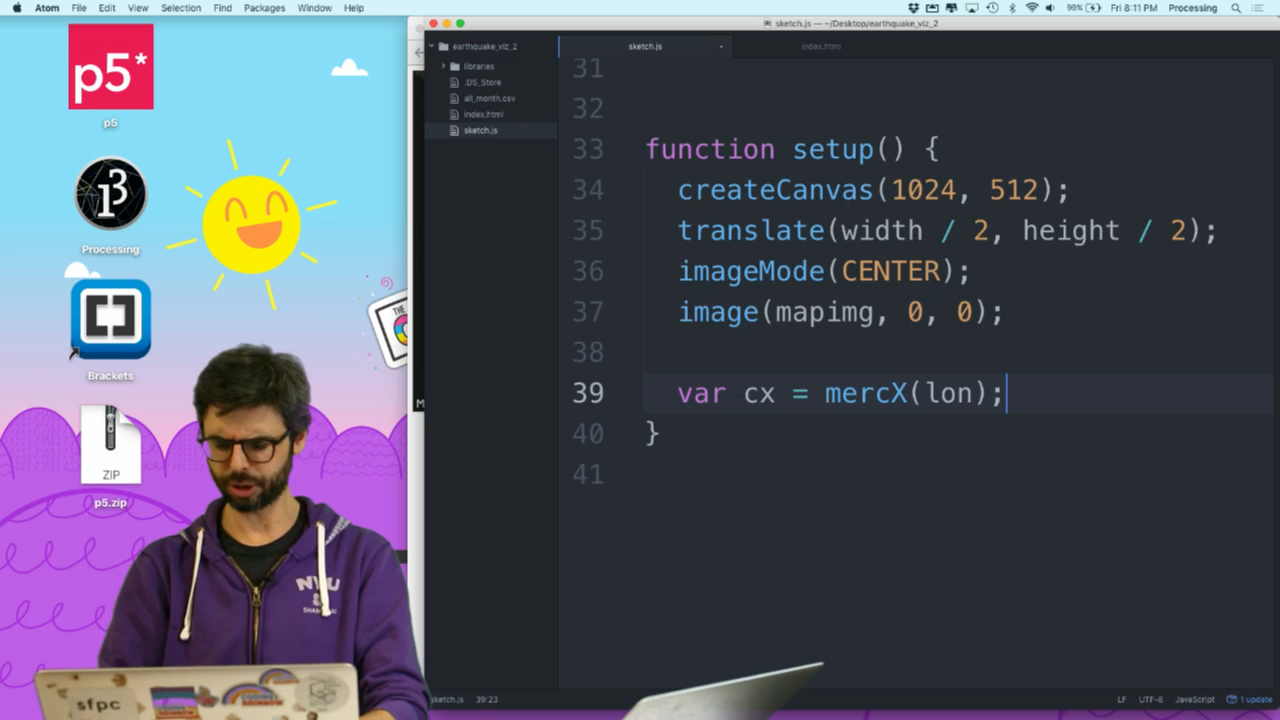 Atom File Edit View Selection Find Packages Window Help
99% Fri 8:11 PM Processing
sketch.js — ~/Desktop/earthquake_viz_2
p5*
p5
Processing
Brackets
ZIP
p5.zip
THE
earthquake_viz_2
libraries
.DS_Store
all_month.csv
index.html
sketch.js
sketch.js
index.html
31
32
33 function setup() {
34 createCanvas(1024, 512);
35 translate(width / 2, height / 2);
36 imageMode(CENTER);
37 image(mapimg, 0, 0);
38
39 var cx = mercX(lon);
40 }
41
NYU
sfpc
sketch.js 39:23
LF UTF-8 JavaScript 1 update